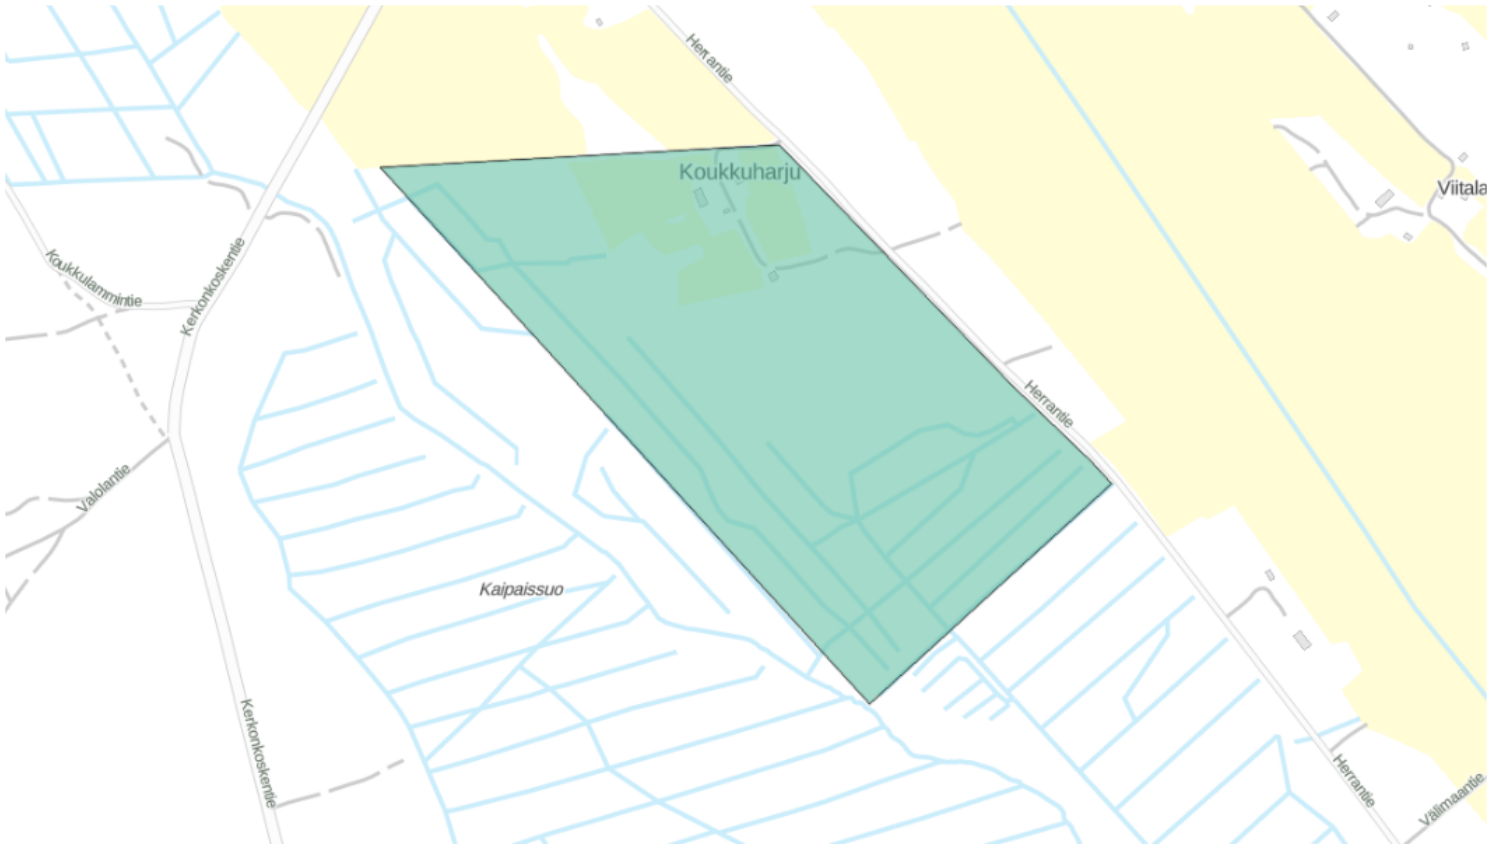 Herrantie
Koukkuharju
Viitala
Koukkulammintie
Kerkonkoskentie
Herrantie
Valolantie
Kaipaissuo
Kerkonkoskentie
Herrantie
Välimaantie